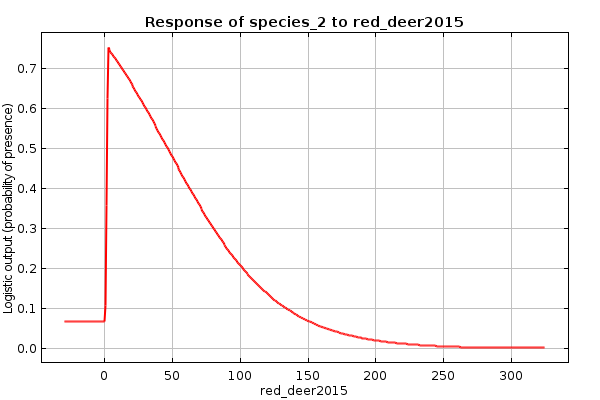 Response of species_2 to red_deer2015
Logistic output (probability of presence)
0.7
0.6
0.5
0.4
0.3
0.2
0.1
0.0
0 50 100 150 200 250 300
red_deer2015